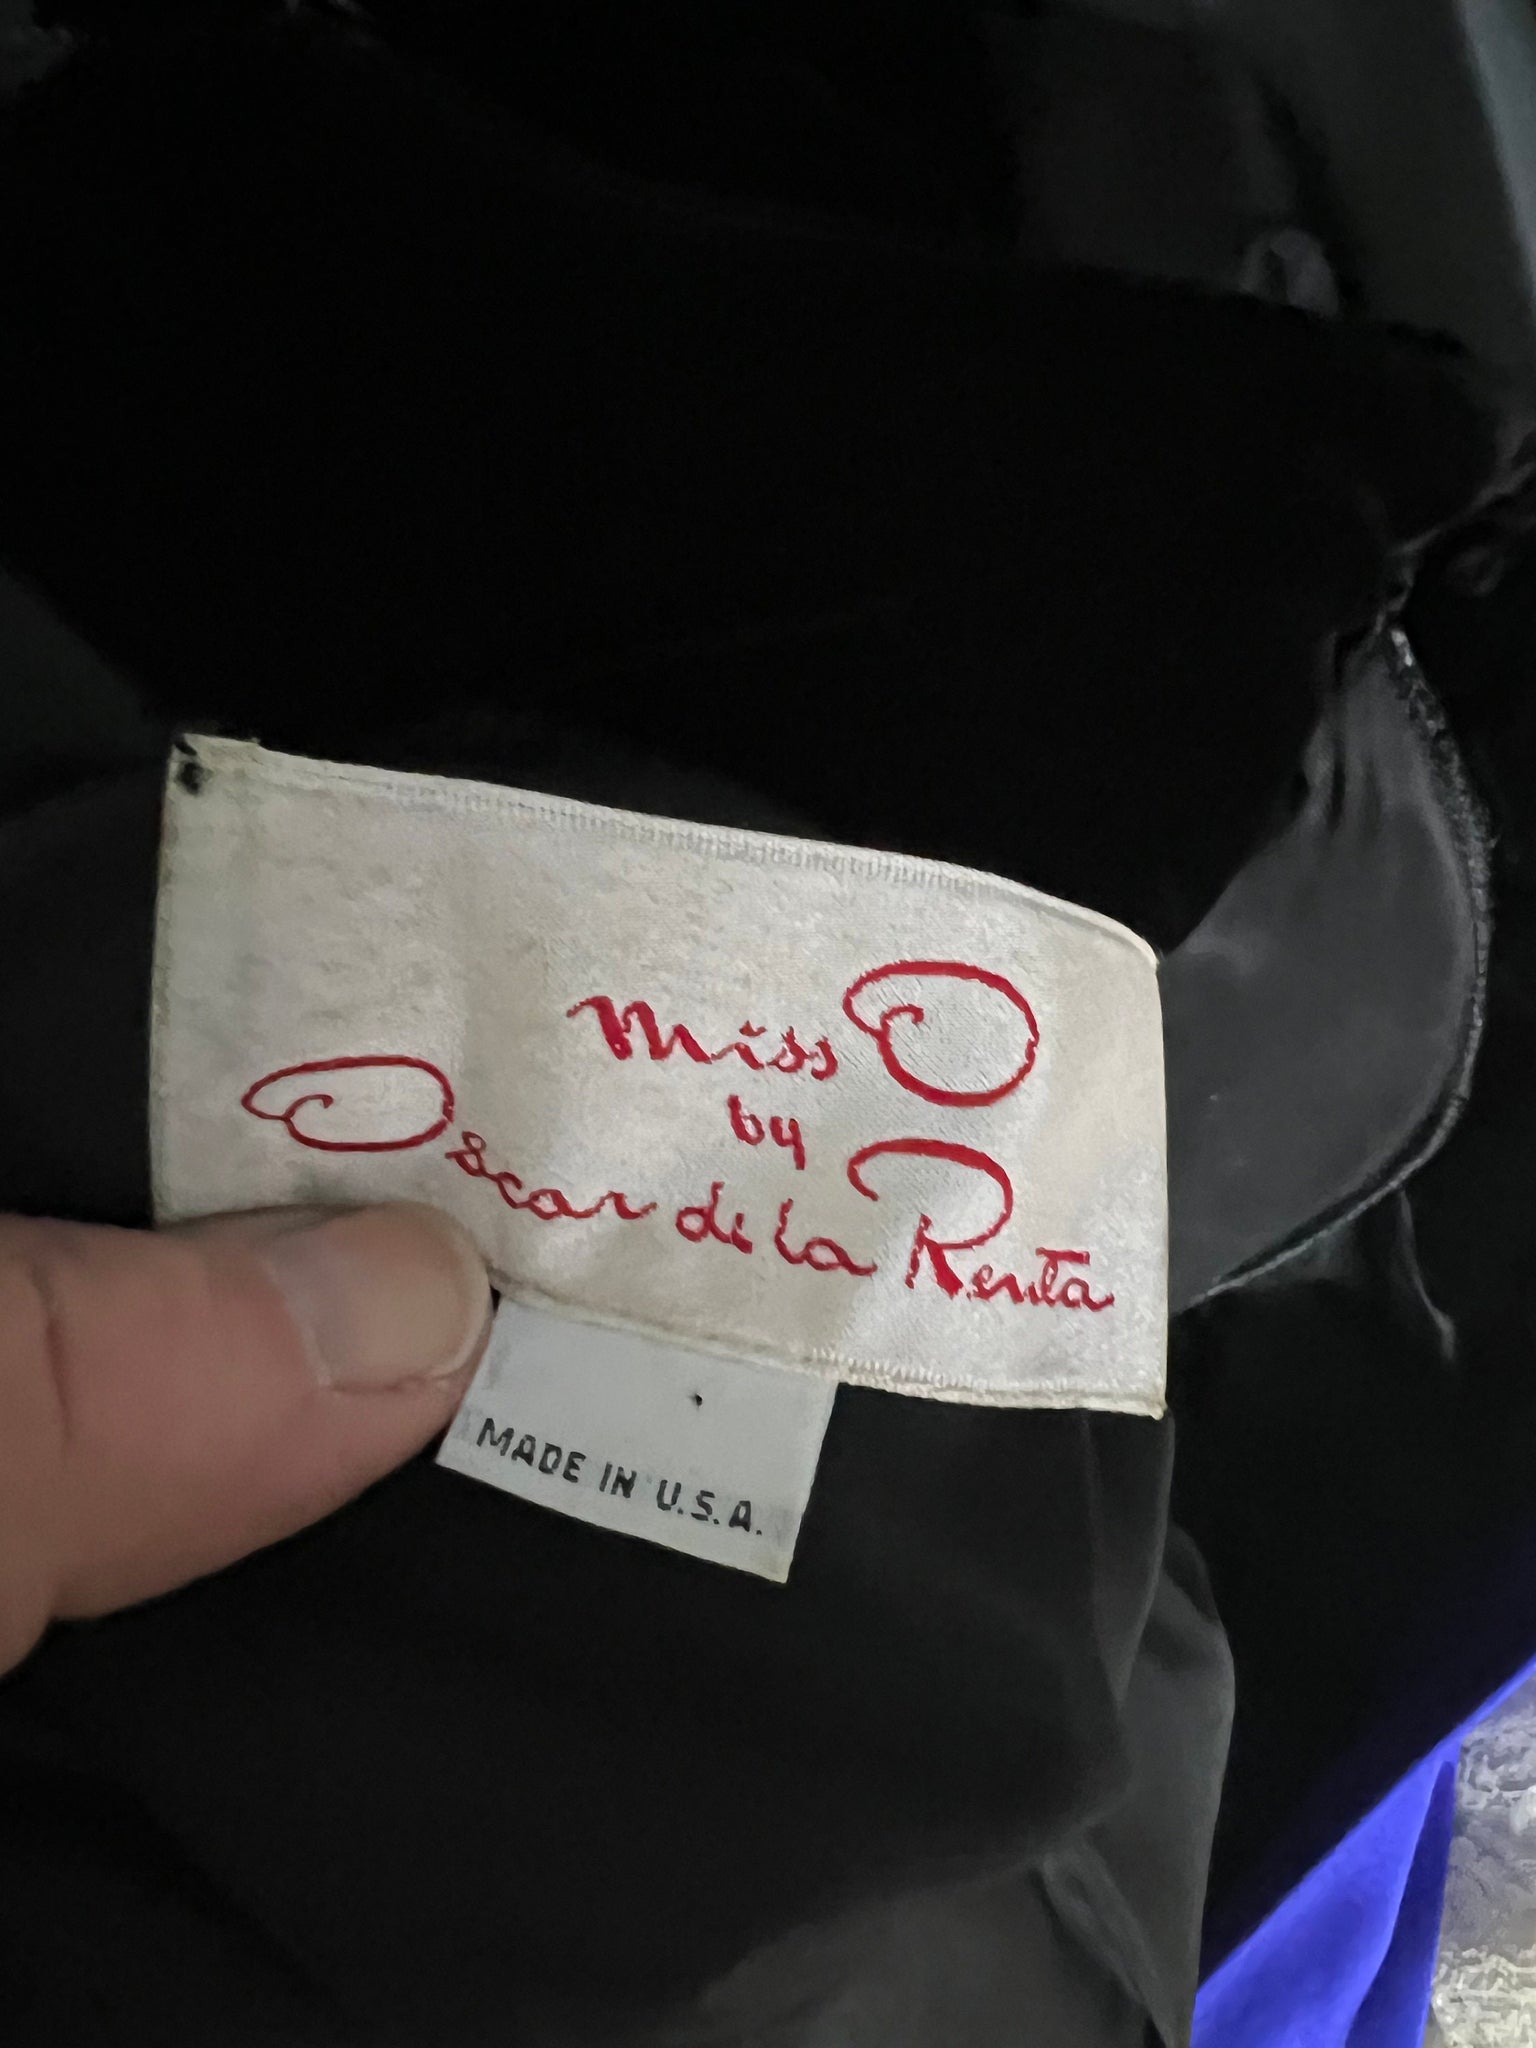 Miss O
by
Oscar de la Renta
MADE IN U.S.A.